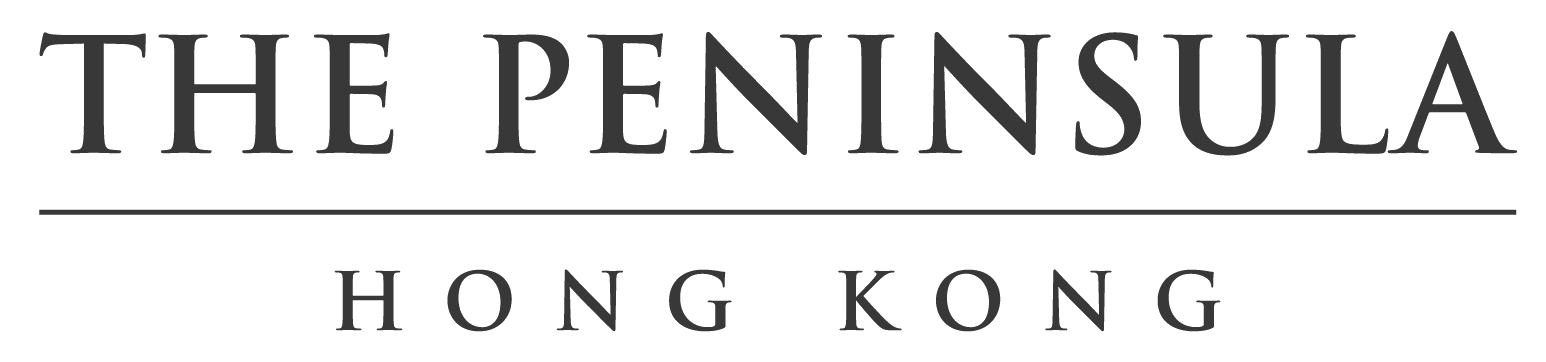 THE PENINSULA
HONG KONG